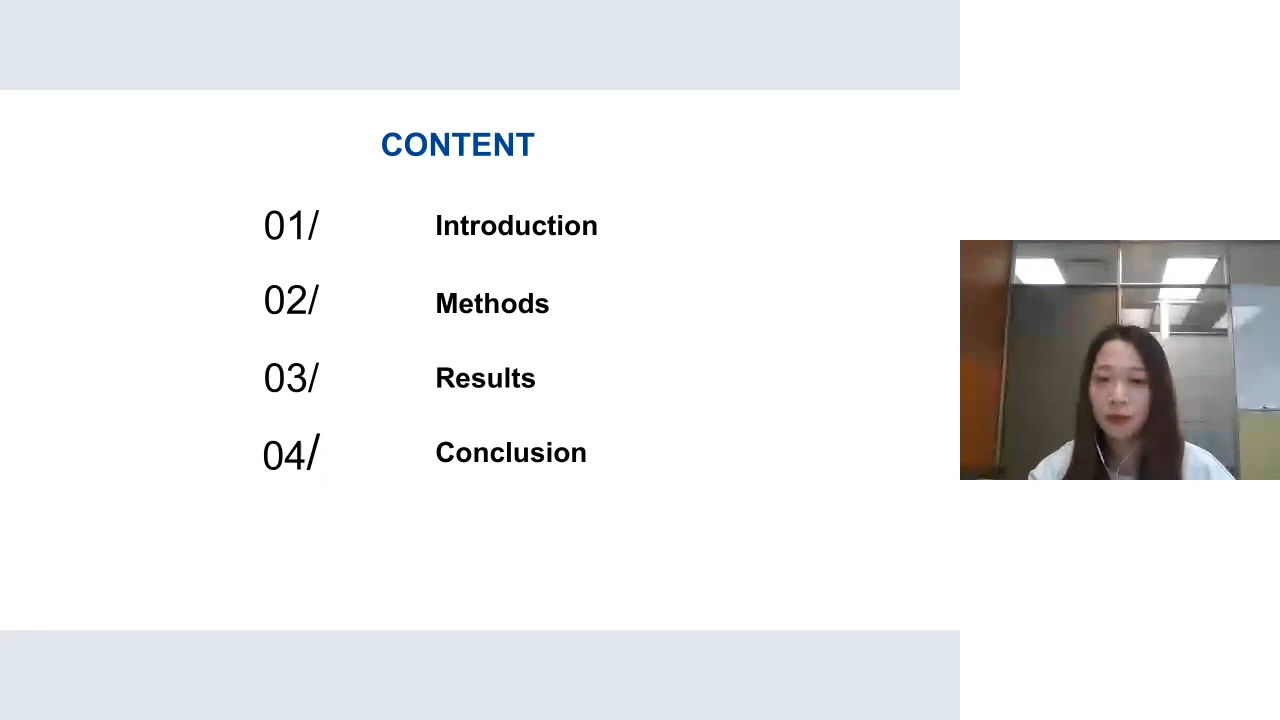 CONTENT
01/ Introduction
02/ Methods
03/ Results
04/ Conclusion